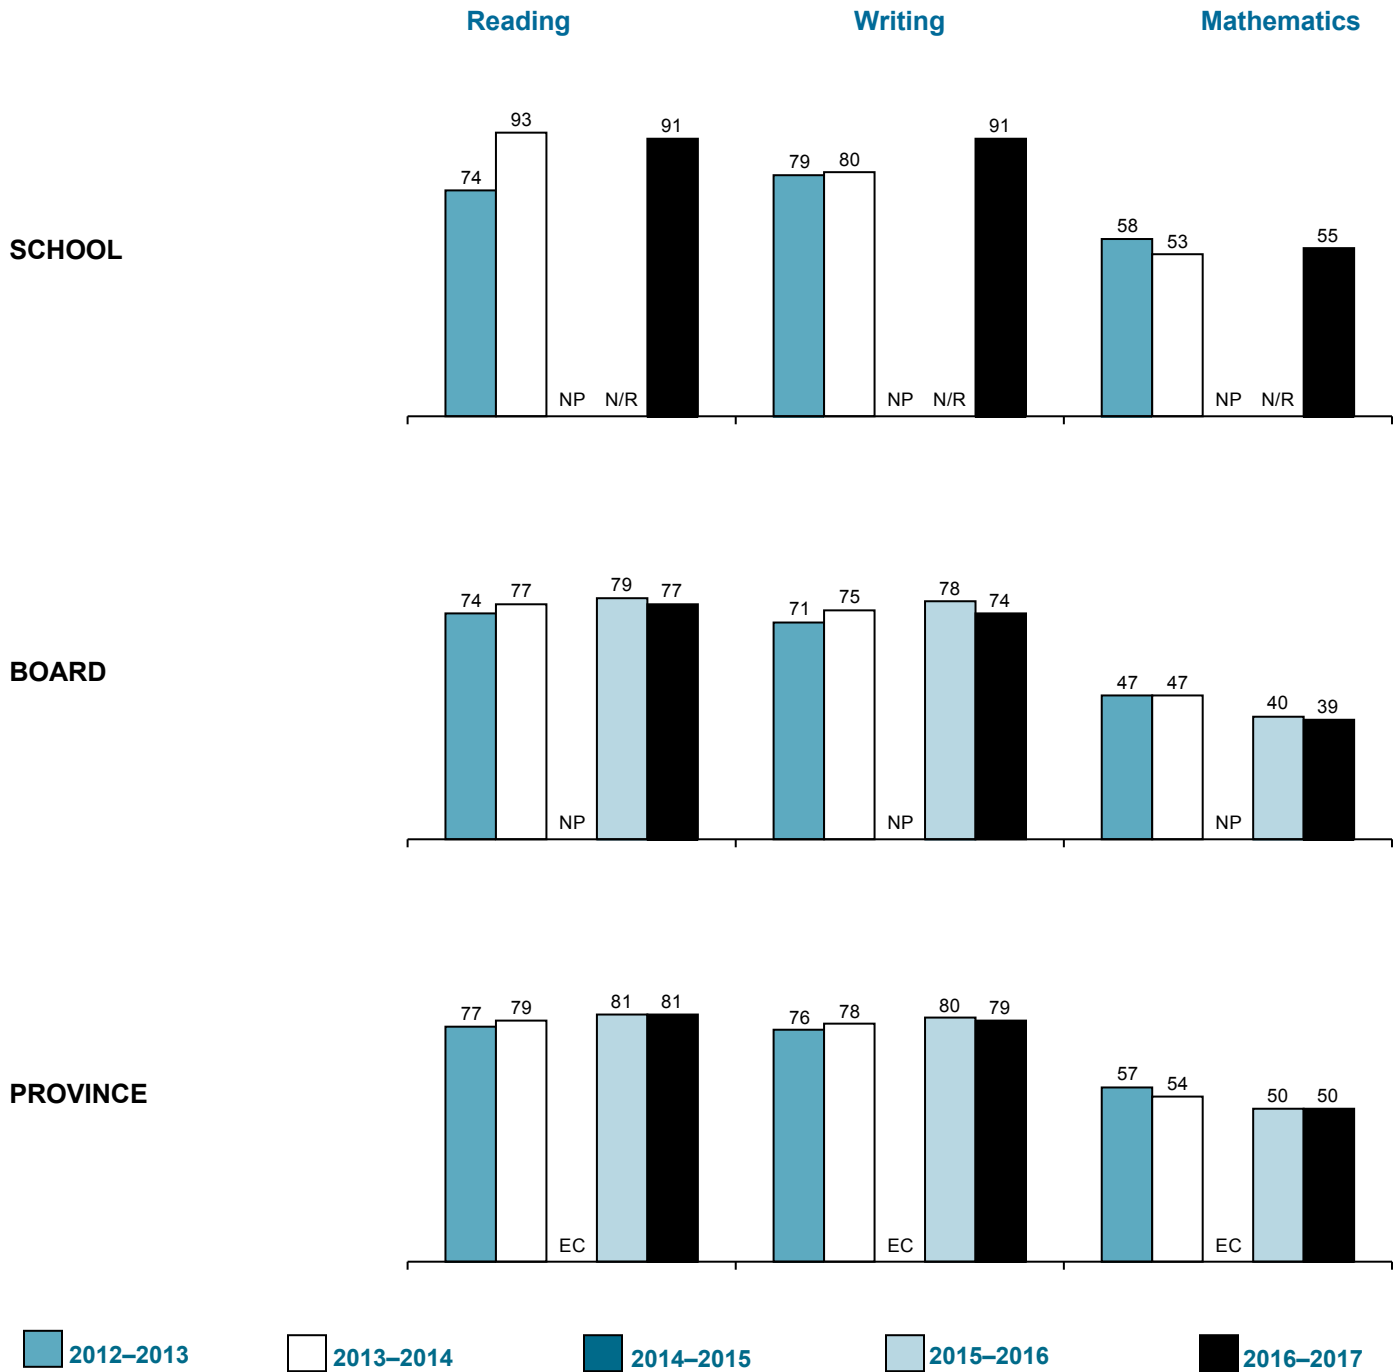 Reading Writing Mathematics
SCHOOL
74 93 NP N/R 91
79 80 NP N/R 91
58 53 NP N/R 55
BOARD
74 77 NP 79 77
71 75 NP 78 74
47 47 NP 40 39
PROVINCE
77 79 EC 81 81
76 78 EC 80 79
57 54 EC 50 50
2012–2013 2013–2014 2014–2015 2015–2016 2016–2017